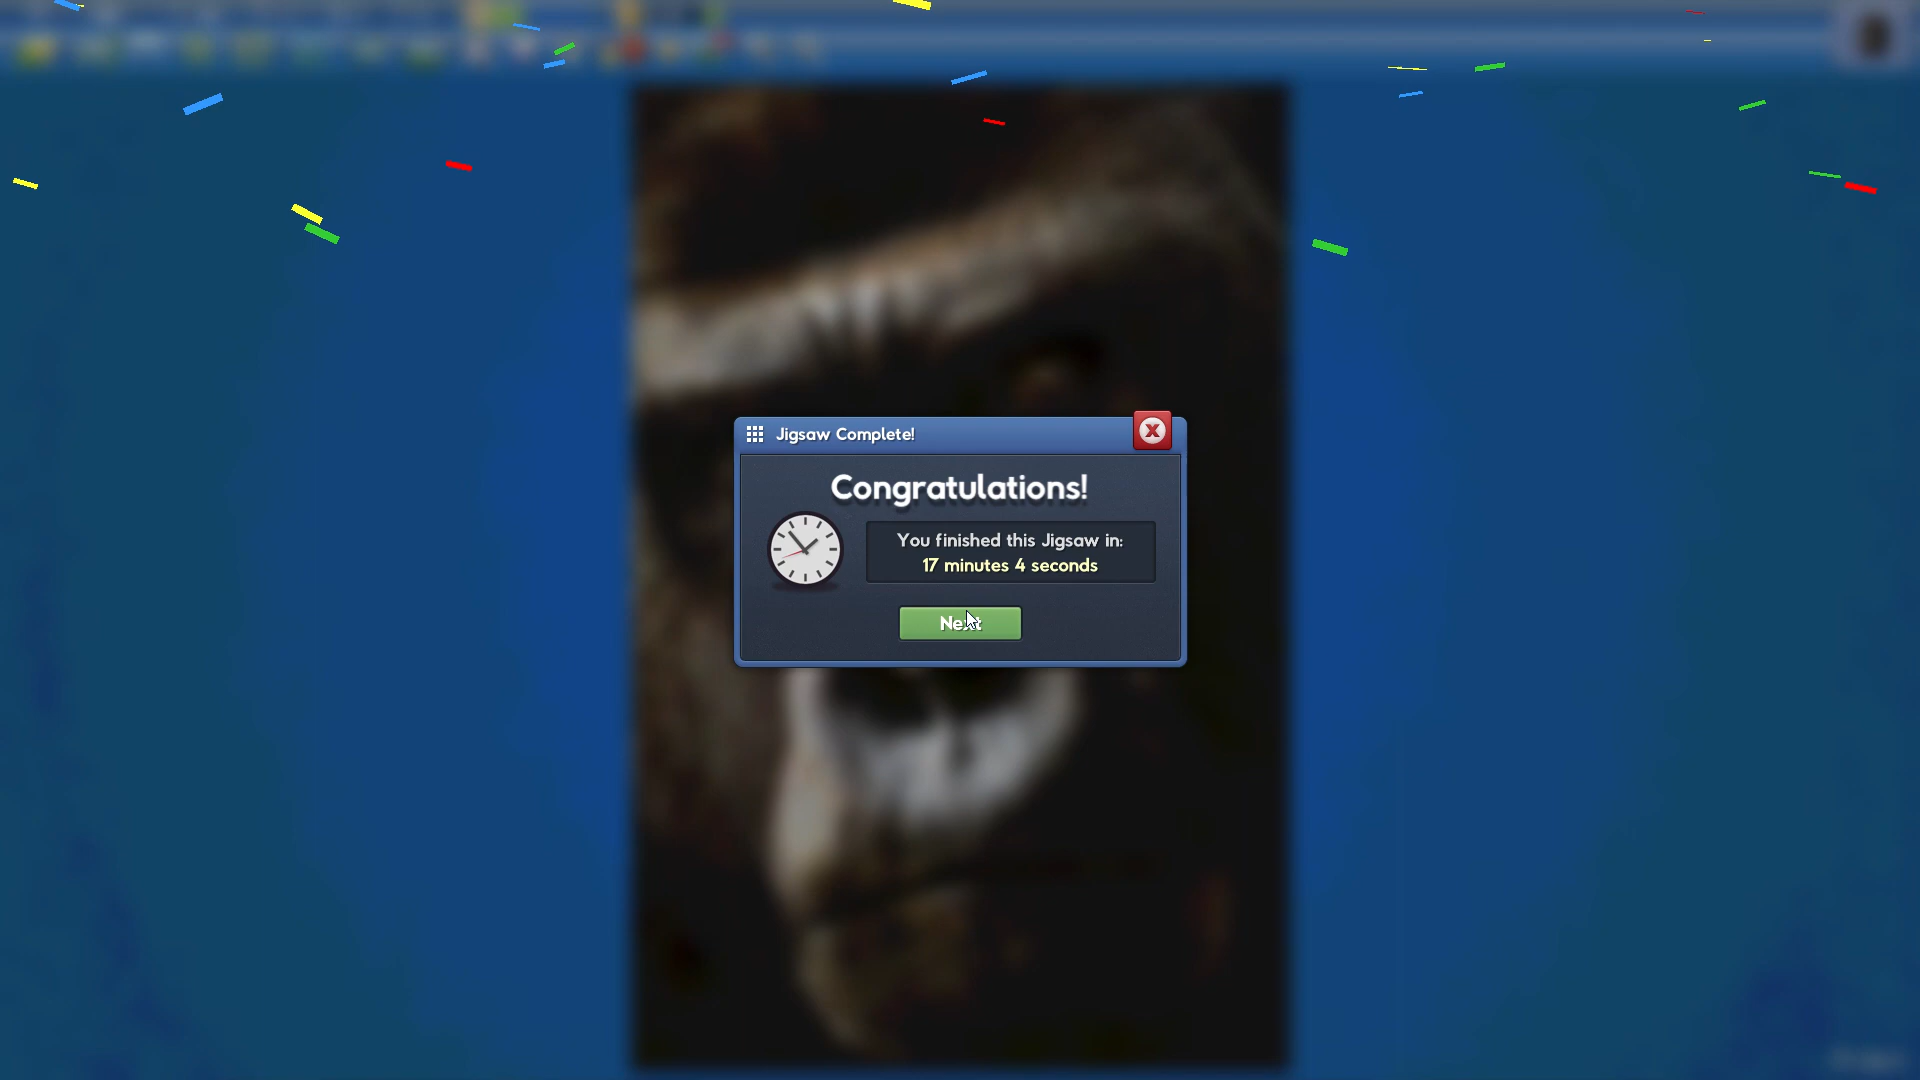 Jigsaw Complete!
Congratulations!
You finished this Jigsaw in:
17 minutes 4 seconds
Next